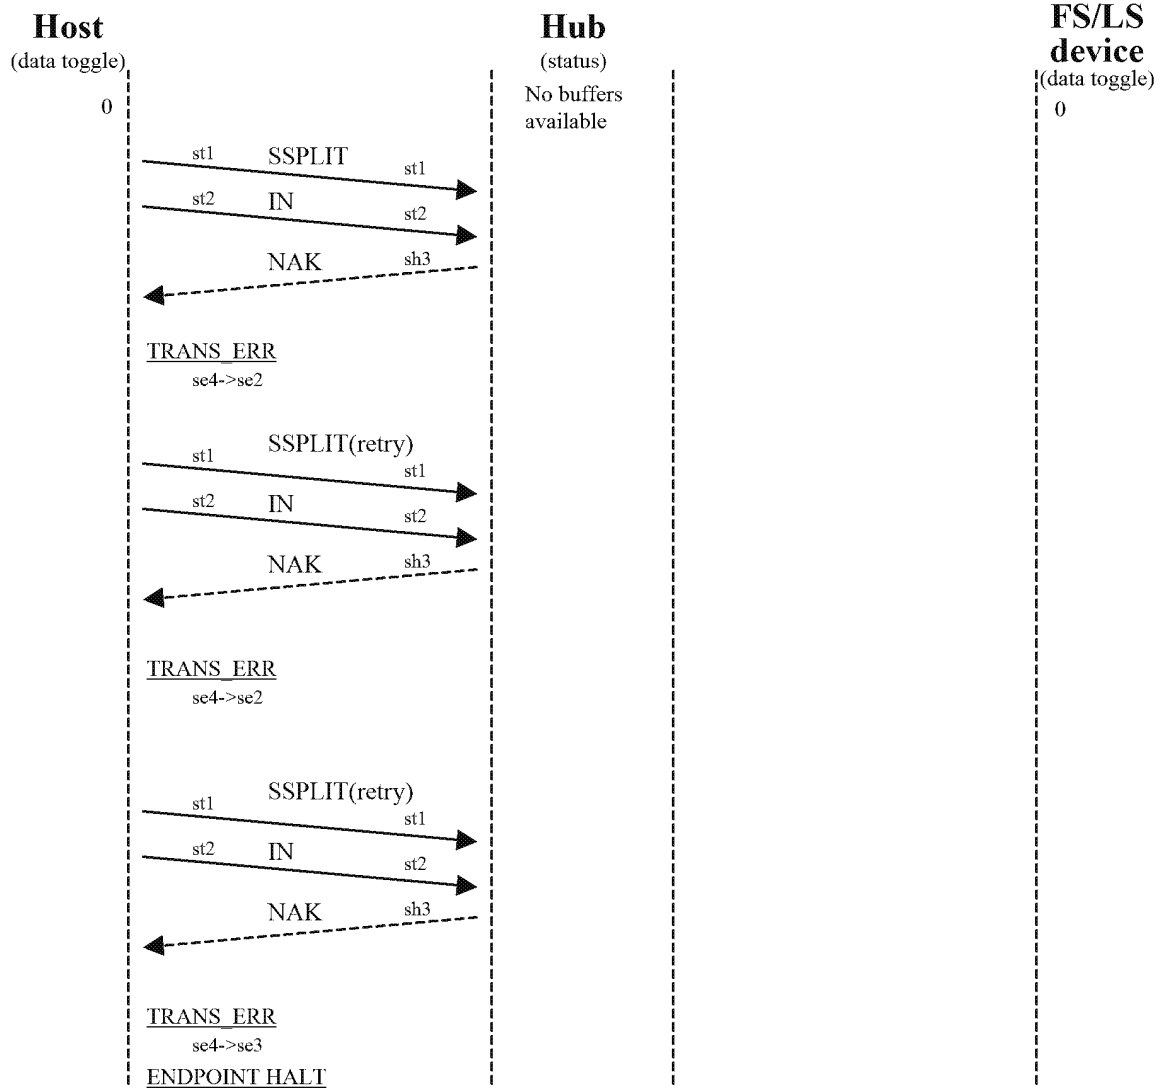 Host
(data toggle)
0
Hub
(status)
No buffers
available
FS/LS
device
(data toggle)
0
st1 SSPLIT st1
st2 IN st2
NAK sh3
TRANS_ERR
se4->se2
SSPLIT(retry)
st1 st1
st2 IN st2
NAK sh3
TRANS_ERR
se4->se2
SSPLIT(retry)
st1 st1
st2 IN st2
NAK sh3
TRANS_ERR
se4->se3
ENDPOINT HALT